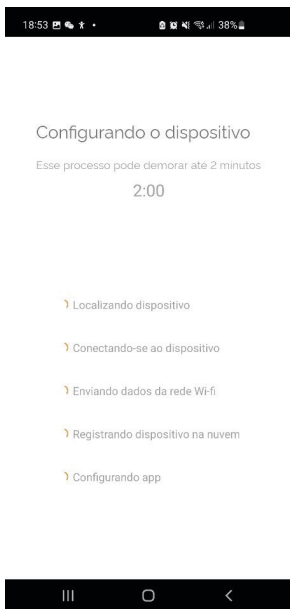 18:53 38%
Configurando o dispositivo
Esse processo pode demorar até 2 minutos
2:00
Localizando dispositivo
Conectando-se ao dispositivo
Enviando dados da rede Wi-fi
Registrando dispositivo na nuvem
Configurando app